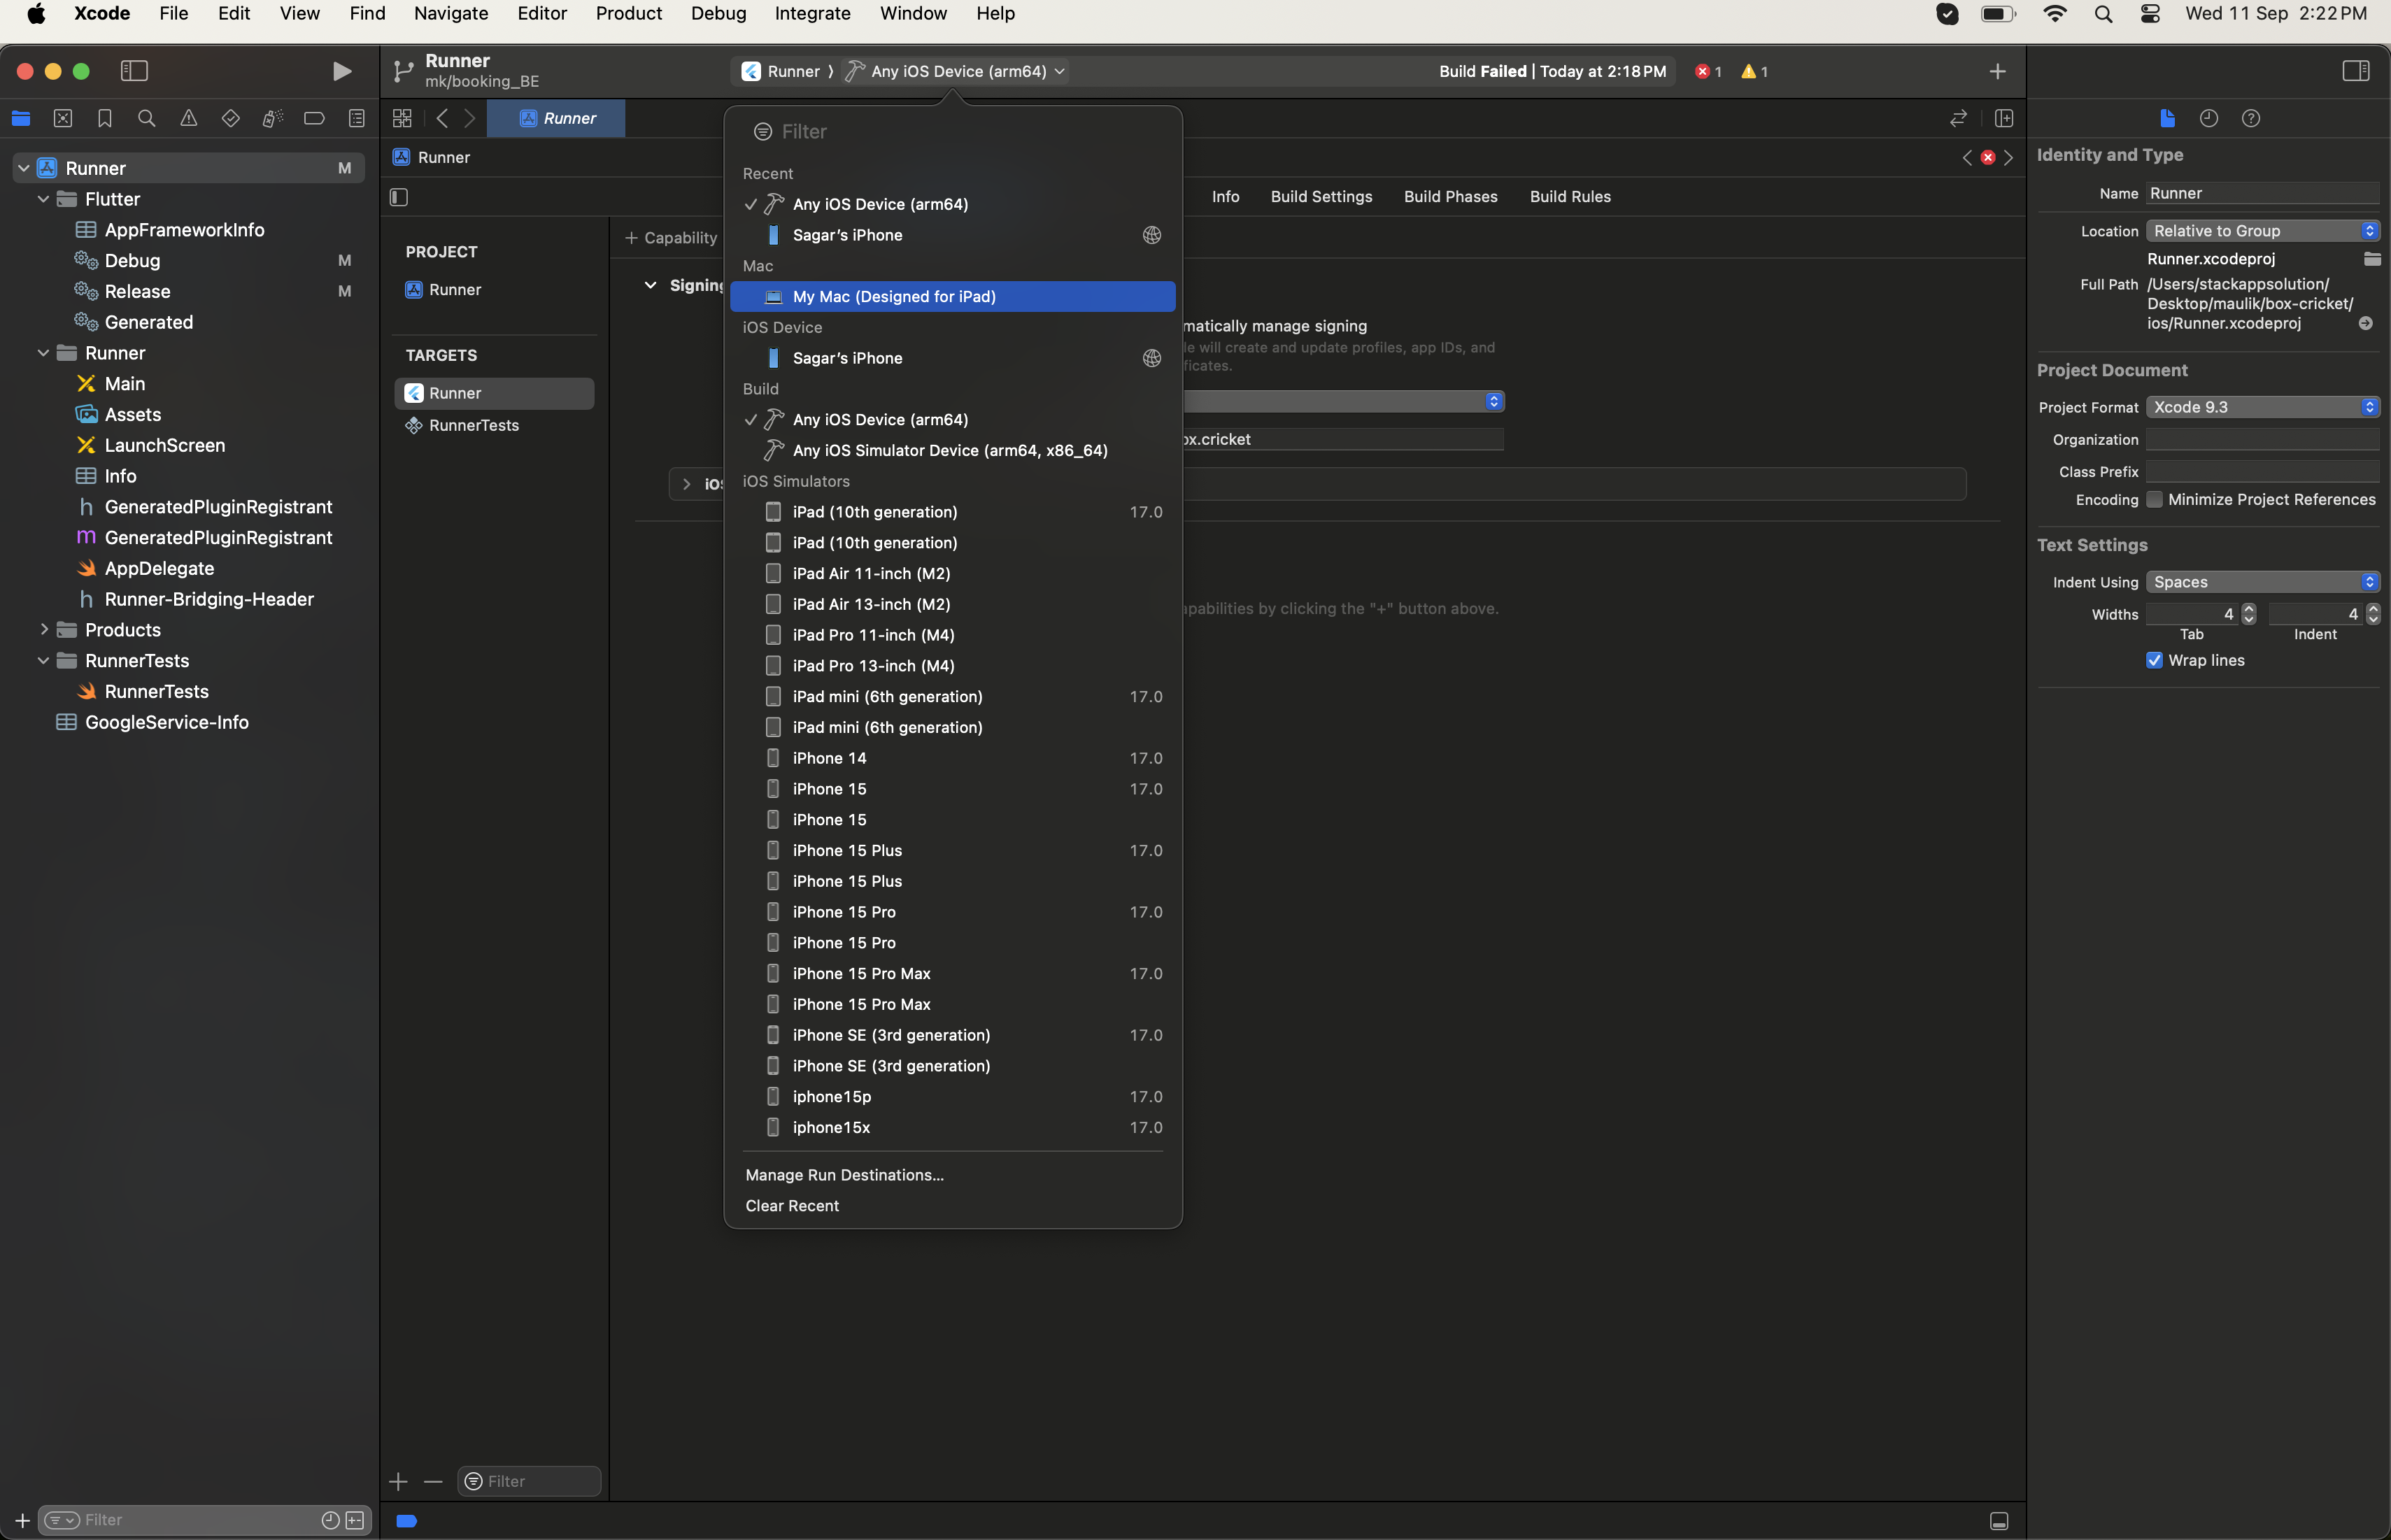 Xcode File Edit View Find Navigate Editor Product Debug Integrate Window Help Wed 11 Sep 2:22 PM
Runner
mk/booking_BE
Runner Any iOS Device (arm64)
Build Failed | Today at 2:18 PM 1 1
Runner
Runner
Runner M
Flutter
AppFrameworkInfo
Debug M
Release M
Generated
Runner
Main
Assets
LaunchScreen
Info
GeneratedPluginRegistrant
GeneratedPluginRegistrant
AppDelegate
Runner-Bridging-Header
Products
RunnerTests
RunnerTests
GoogleService-Info
Filter
PROJECT
Runner
TARGETS
Runner
RunnerTests
Filter
Info Build Settings Build Phases Build Rules
+ Capability
Signing
matically manage signing
le will create and update profiles, app IDs, and
ficates.
ox.cricket
iOS
apabilities by clicking the "+" button above.
Filter
Recent
Any iOS Device (arm64)
Sagar's iPhone
Mac
My Mac (Designed for iPad)
iOS Device
Sagar's iPhone
Build
Any iOS Device (arm64)
Any iOS Simulator Device (arm64, x86_64)
iOS Simulators
iPad (10th generation) 17.0
iPad (10th generation)
iPad Air 11-inch (M2)
iPad Air 13-inch (M2)
iPad Pro 11-inch (M4)
iPad Pro 13-inch (M4)
iPad mini (6th generation) 17.0
iPad mini (6th generation)
iPhone 14 17.0
iPhone 15 17.0
iPhone 15
iPhone 15 Plus 17.0
iPhone 15 Plus
iPhone 15 Pro 17.0
iPhone 15 Pro
iPhone 15 Pro Max 17.0
iPhone 15 Pro Max
iPhone SE (3rd generation) 17.0
iPhone SE (3rd generation)
iphone15p 17.0
iphone15x 17.0
Manage Run Destinations...
Clear Recent
Identity and Type
Name Runner
Location Relative to Group
Runner.xcodeproj
Full Path /Users/stackappsolution/
Desktop/maulik/box-cricket/
ios/Runner.xcodeproj
Project Document
Project Format Xcode 9.3
Organization
Class Prefix
Encoding Minimize Project References
Text Settings
Indent Using Spaces
Widths 4 4
Tab Indent
Wrap lines